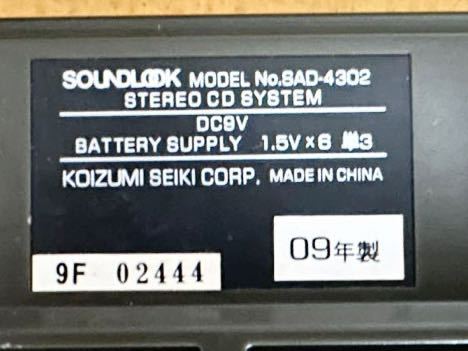 SOUNDLOOK MODEL No.SAD-4302
STEREO CD SYSTEM
DC9V
BATTERY SUPPLY 1.5V×6 単3
KOIZUMI SEIKI CORP. MADE IN CHINA
09年製
9F 02444